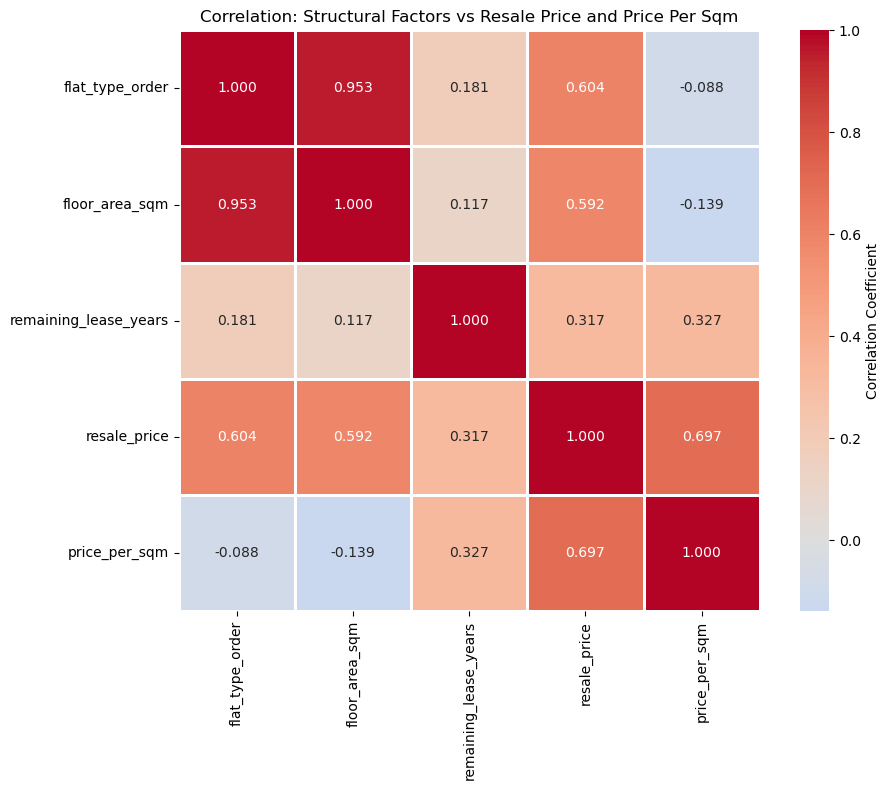 Correlation: Structural Factors vs Resale Price and Price Per Sqm
flat_type_order 1.000 0.953 0.181 0.604 -0.088
floor_area_sqm 0.953 1.000 0.117 0.592 -0.139
remaining_lease_years 0.181 0.117 1.000 0.317 0.327
resale_price 0.604 0.592 0.317 1.000 0.697
price_per_sqm -0.088 -0.139 0.327 0.697 1.000
flat_type_order floor_area_sqm remaining_lease_years resale_price price_per_sqm
1.0
0.8
0.6
0.4
0.2
0.0
Correlation Coefficient